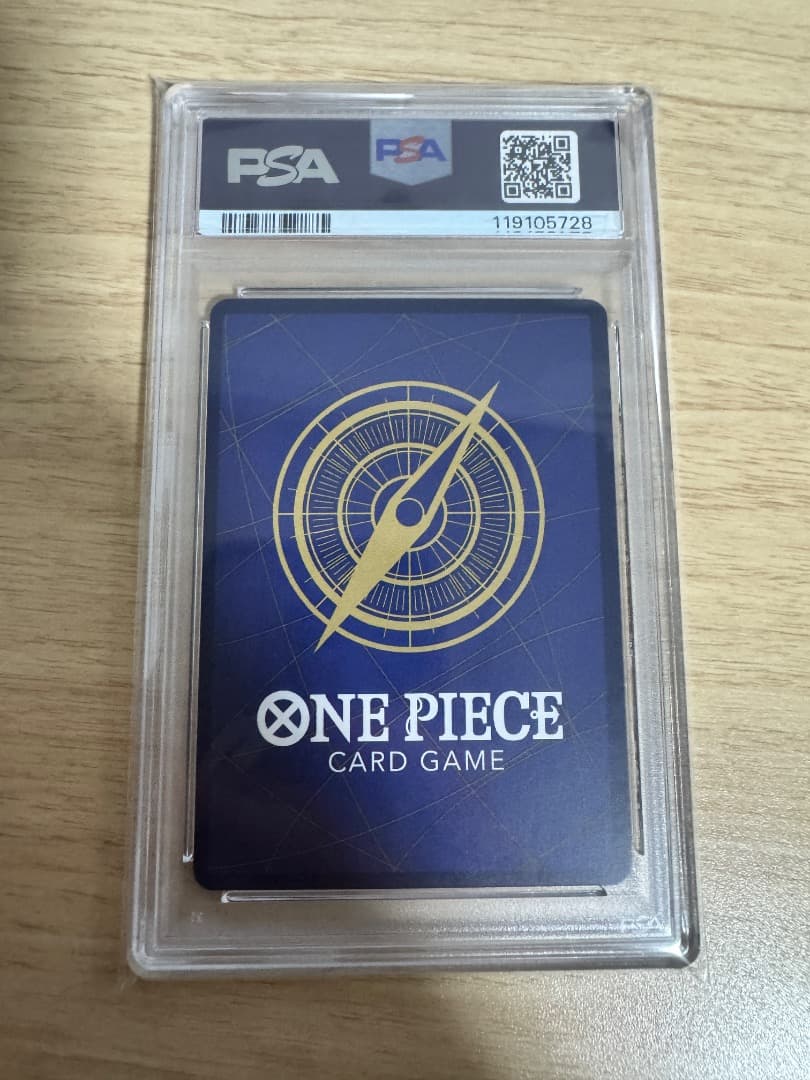 PSA
PSA
119105728
ONE PIECE
CARD GAME